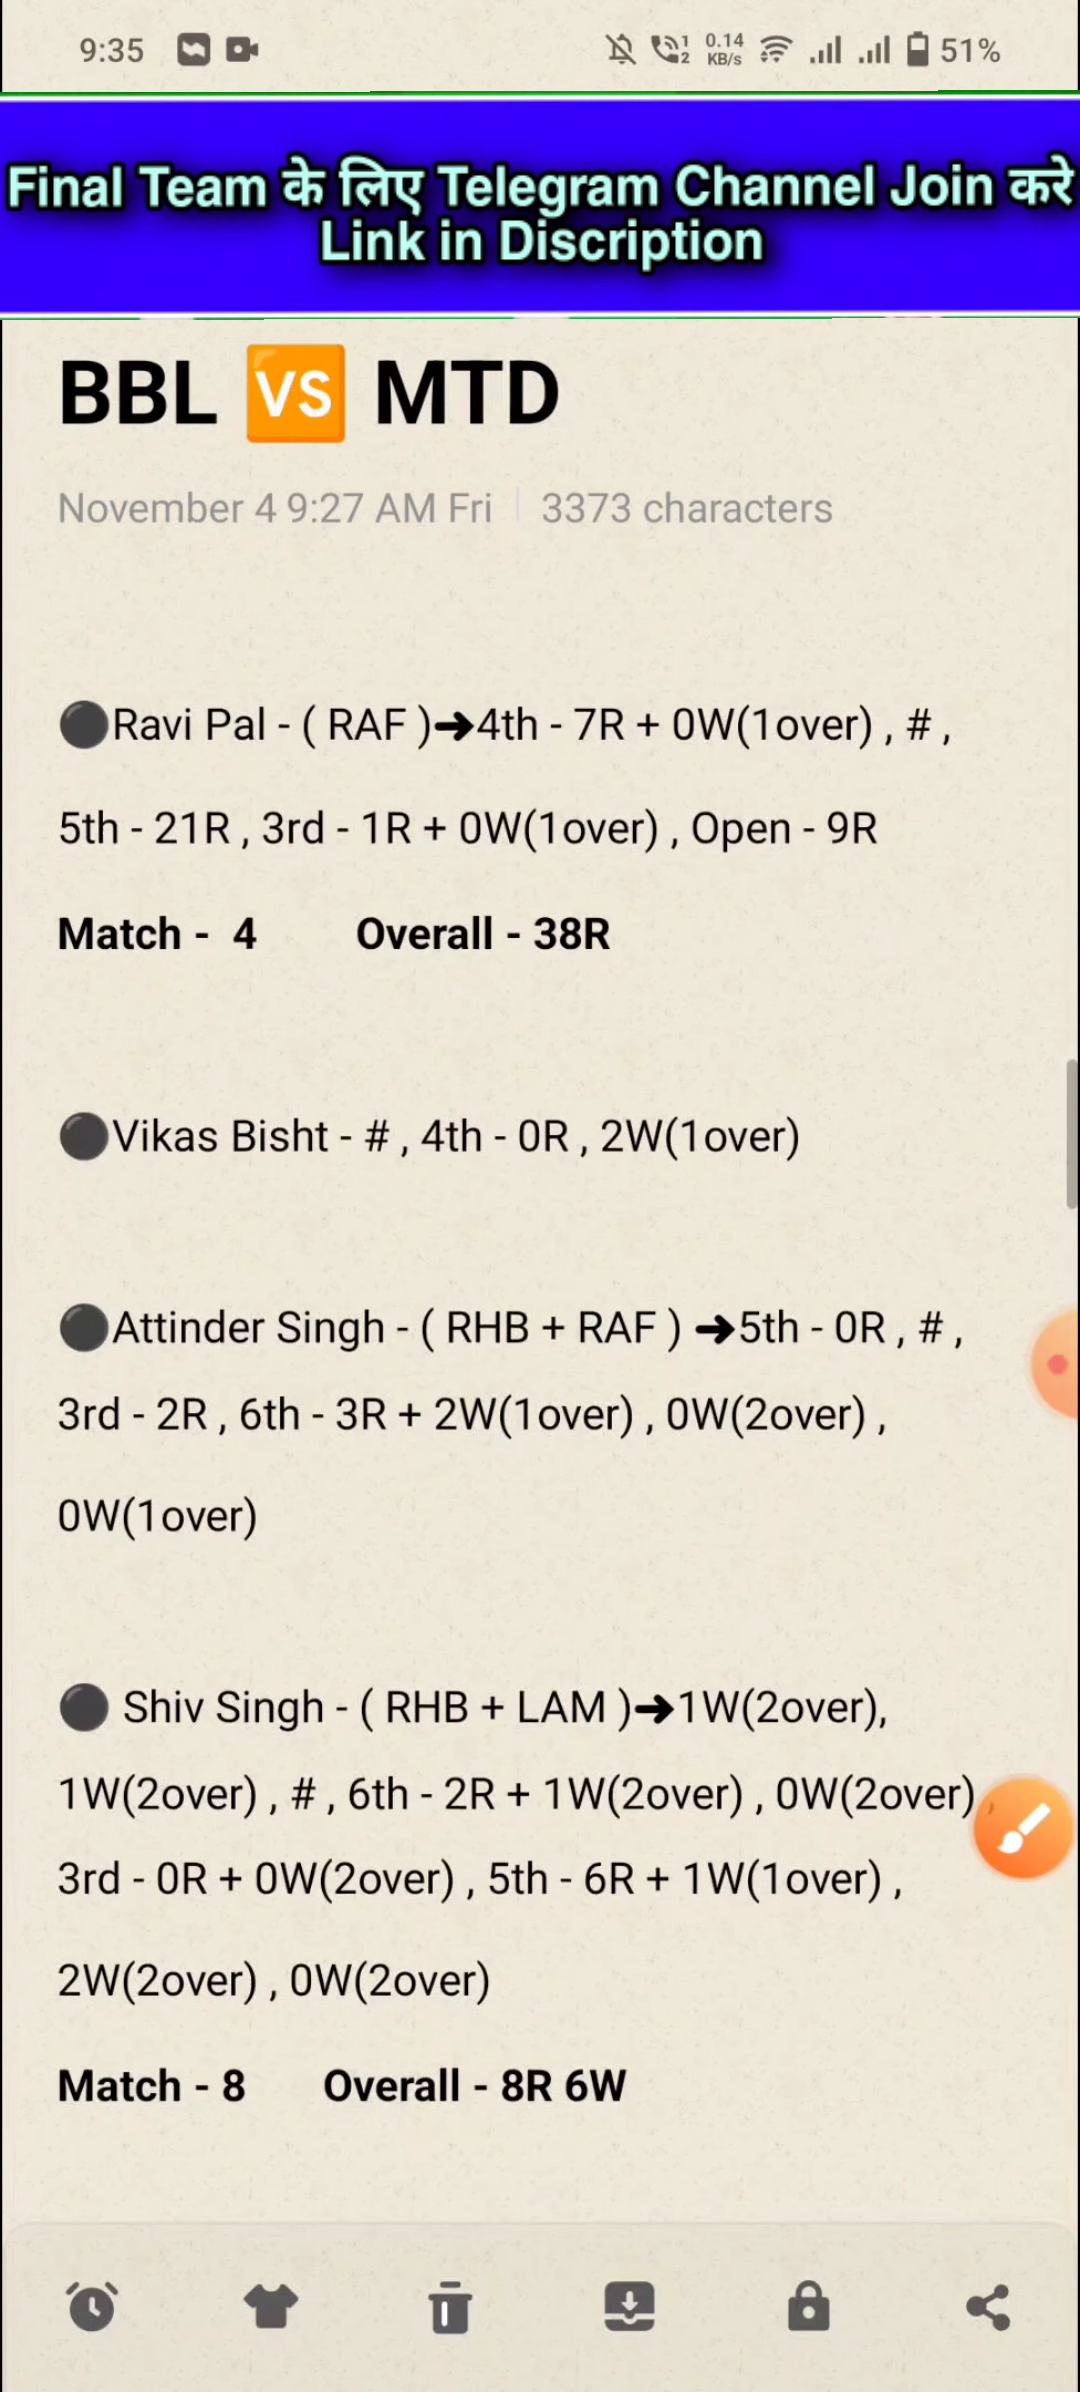 9:35 1 2 0.14 KB/s 51%
Final Team के लिए Telegram Channel Join करे
Link in Discription
BBL VS MTD
November 4 9:27 AM Fri | 3373 characters
⚫Ravi Pal - ( RAF )➜4th - 7R + 0W(1over) , # ,
5th - 21R , 3rd - 1R + 0W(1over) , Open - 9R
Match - 4 Overall - 38R
⚫Vikas Bisht - # , 4th - 0R , 2W(1over)
⚫Attinder Singh - ( RHB + RAF ) ➜5th - 0R , # ,
3rd - 2R , 6th - 3R + 2W(1over) , 0W(2over) ,
0W(1over)
⚫ Shiv Singh - ( RHB + LAM )➜1W(2over),
1W(2over) , # , 6th - 2R + 1W(2over) , 0W(2over) ,
3rd - 0R + 0W(2over) , 5th - 6R + 1W(1over) ,
2W(2over) , 0W(2over)
Match - 8 Overall - 8R 6W